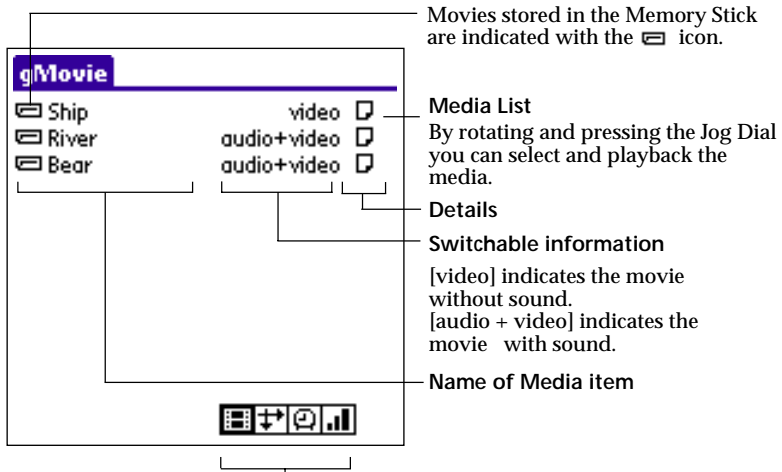 Movies stored in the Memory Stick
are indicated with the icon.
gMovie
Ship video
River audio+video
Bear audio+video
Media List
By rotating and pressing the Jog Dial
you can select and playback the
media.
Details
Switchable information
[video] indicates the movie
without sound.
[audio + video] indicates the
movie with sound.
Name of Media item